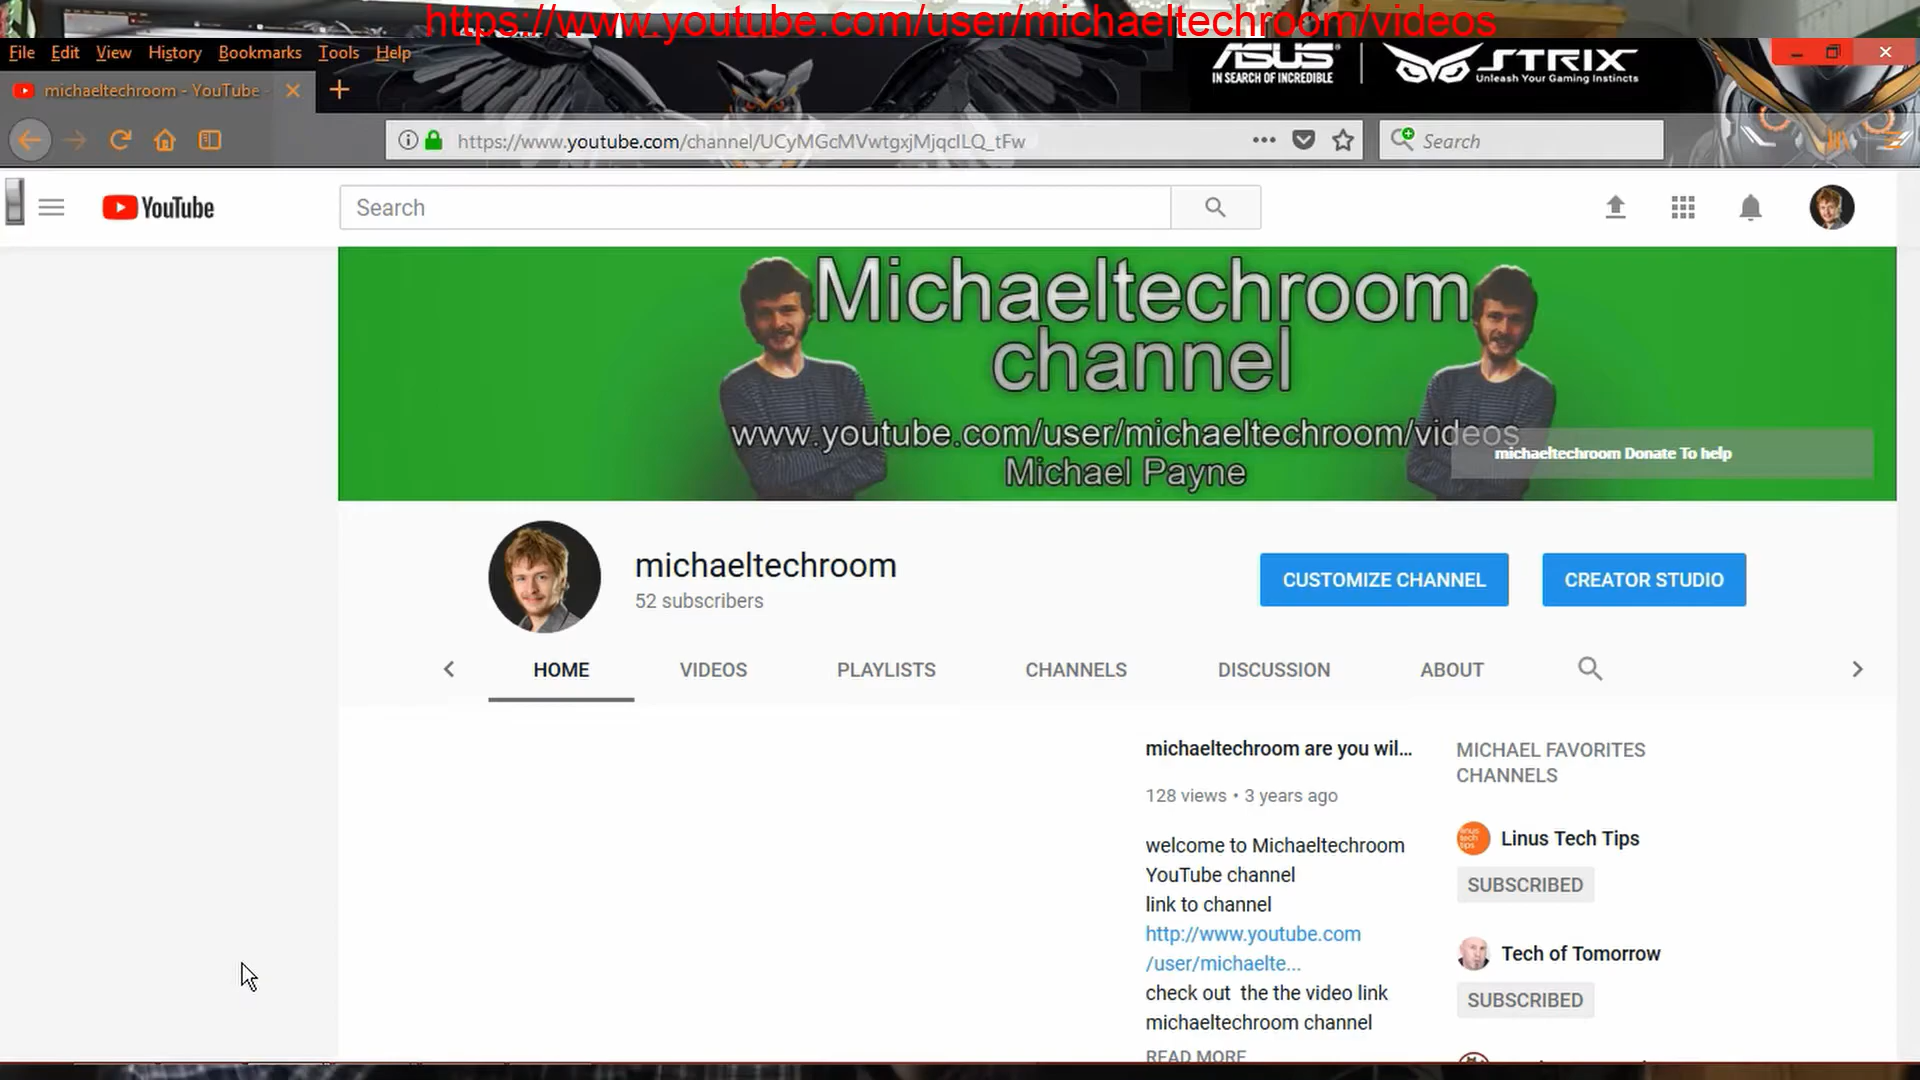 https://www.youtube.com/user/michaeltechroom/videos
ASUS
IN SEARCH OF INCREDIBLE
STRIX
Unleash Your Gaming Instincts
File Edit View History Bookmarks Tools Help
michaeltechroom - YouTube -
https://www.youtube.com/channel/UCyMGcMVwtgxjMjqcILQ_tFw
Search
YouTube
Search
Michaeltechroom
channel
www.youtube.com/user/michaeltechroom/videos
Michael Payne
michaeltechroom Donate To help
michaeltechroom
52 subscribers
CUSTOMIZE CHANNEL
CREATOR STUDIO
HOME VIDEOS PLAYLISTS CHANNELS DISCUSSION ABOUT
michaeltechroom are you wil...
128 views • 3 years ago
welcome to Michaeltechroom
YouTube channel
link to channel
http://www.youtube.com
/user/michaelte...
check out the the video link
michaeltechroom channel
READ MORE
MICHAEL FAVORITES
CHANNELS
linus
tech
tips
Linus Tech Tips
SUBSCRIBED
Tech of Tomorrow
SUBSCRIBED